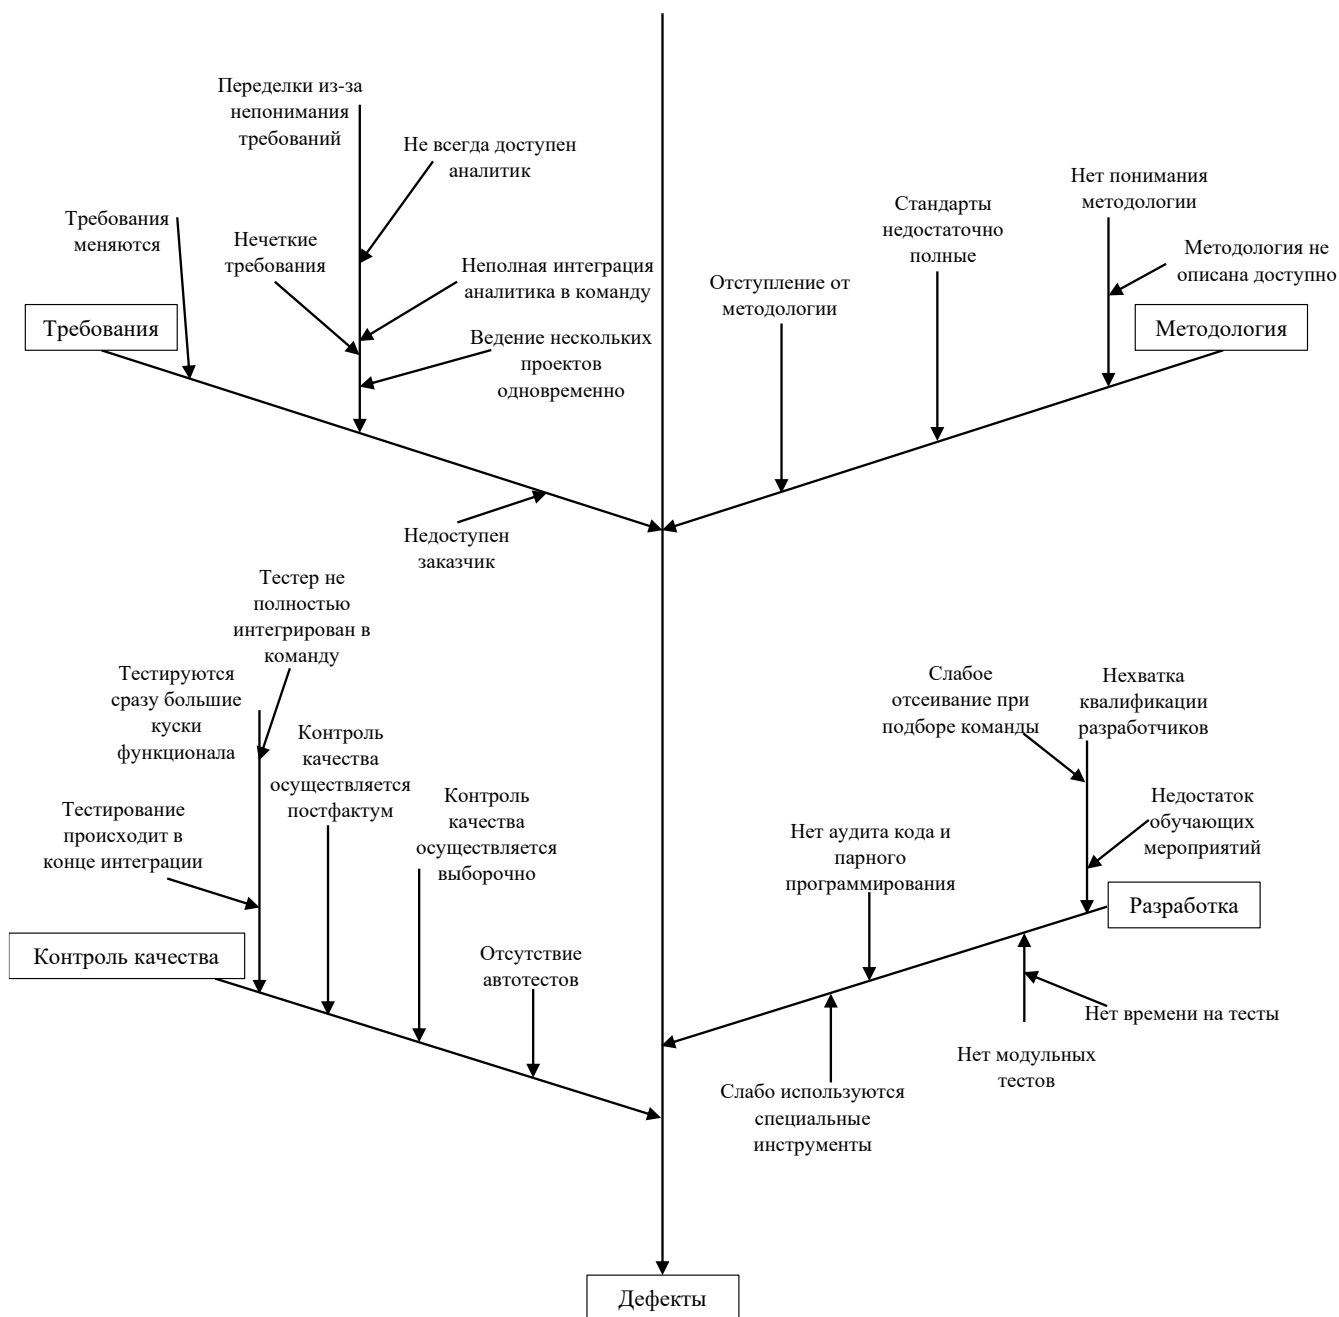 Переделки из-за
непонимания
требований
Не всегда доступен
аналитик
Требования
меняются
Нечеткие
требования
Неполная интеграция
аналитика в команду
Ведение нескольких
проектов
одновременно
Требования
Недоступен
заказчик
Нет понимания
методологии
Стандарты
недостаточно
полные
Методология не
описана доступно
Отступление от
методологии
Методология
Тестер не
полностью
интегрирован в
команду
Тестируются
сразу большие
куски
функционала
Контроль
качества
осуществляется
постфактум
Тестирование
происходит в
конце интеграции
Контроль
качества
осуществляется
выборочно
Контроль качества
Отсутствие
автотестов
Слабое
отсеивание при
подборе команды
Нехватка
квалификации
разработчиков
Недостаток
обучающих
мероприятий
Нет аудита кода и
парного
программирования
Разработка
Нет времени на тесты
Нет модульных
тестов
Слабо используются
специальные
инструменты
Дефекты